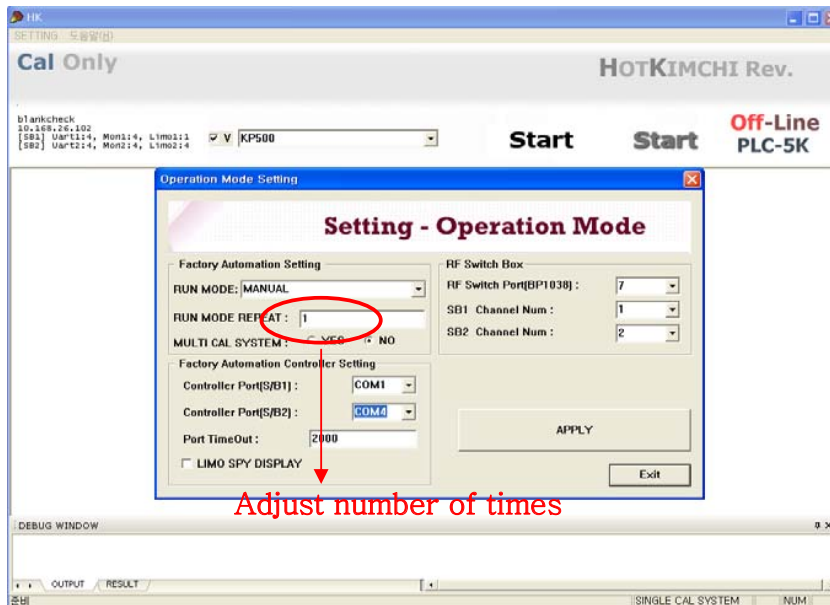 HK
SETTING 도움말(H)
Cal Only
HOTKIMCHI Rev.
blankcheck
10.168.26.102
[SB1] Uart1:4, Mon1:4, Limo1:1
[SB2] Uart2:4, Mon2:4, Limo2:4
V KP500
Start
Start
Off-Line
PLC-5K
Operation Mode Setting
Setting - Operation Mode
Factory Automation Setting
RUN MODE: MANUAL
RUN MODE REPEAT : 1
MULTI CAL SYSTEM : YES NO
Factory Automation Controller Setting
Controller Port(S/B1) : COM1
Controller Port(S/B2) : COM4
Port TimeOut : 2000
LIMO SPY DISPLAY
RF Switch Box
RF Switch Port(BP1038) : 7
SB1 Channel Num : 1
SB2 Channel Num : 2
APPLY
Exit
Adjust number of times
DEBUG WINDOW
OUTPUT RESULT
준비
SINGLE CAL SYSTEM NUM